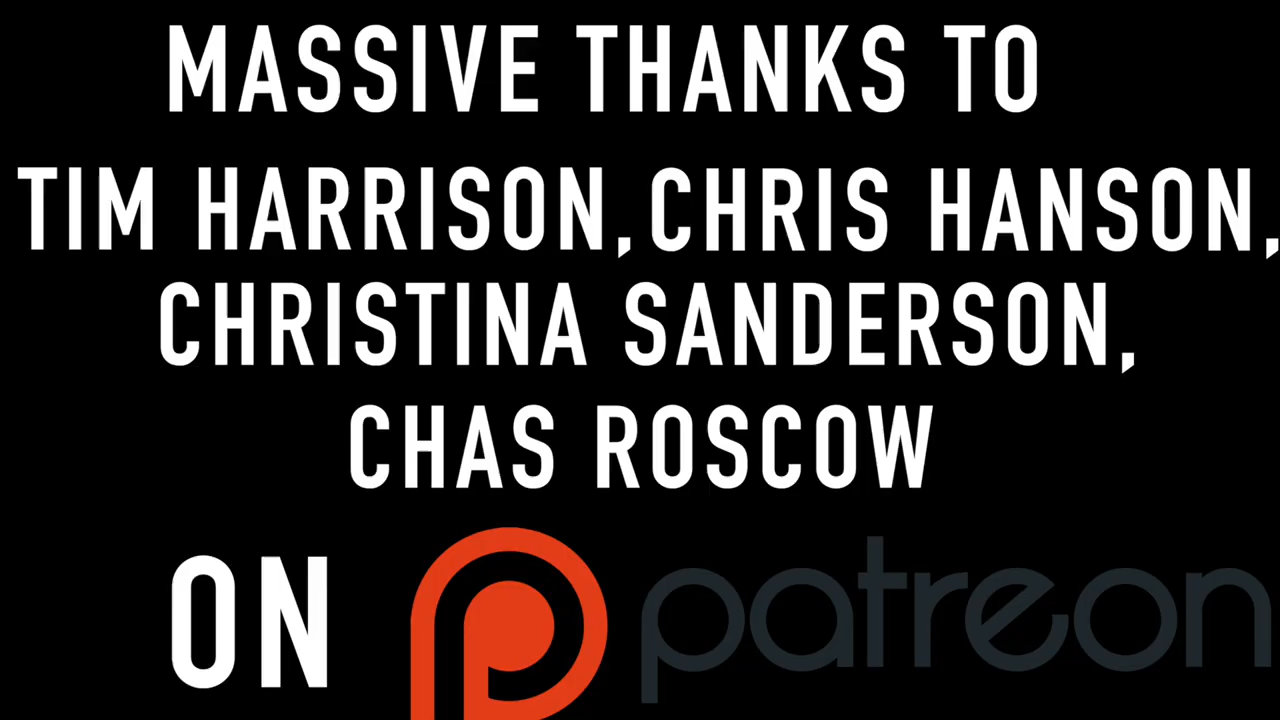 MASSIVE THANKS TO
TIM HARRISON, CHRIS HANSON,
CHRISTINA SANDERSON,
CHAS ROSCOW
ON patreon